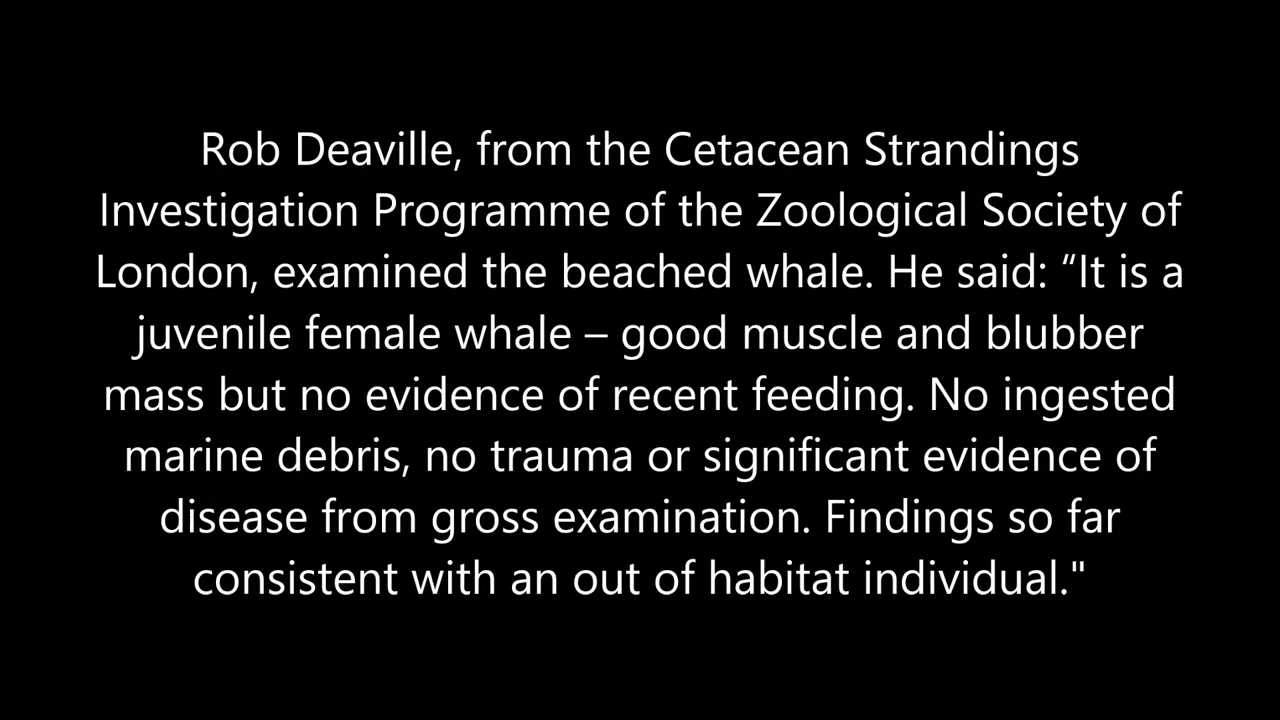 Rob Deaville, from the Cetacean Strandings
Investigation Programme of the Zoological Society of
London, examined the beached whale. He said: “It is a
juvenile female whale – good muscle and blubber
mass but no evidence of recent feeding. No ingested
marine debris, no trauma or significant evidence of
disease from gross examination. Findings so far
consistent with an out of habitat individual."